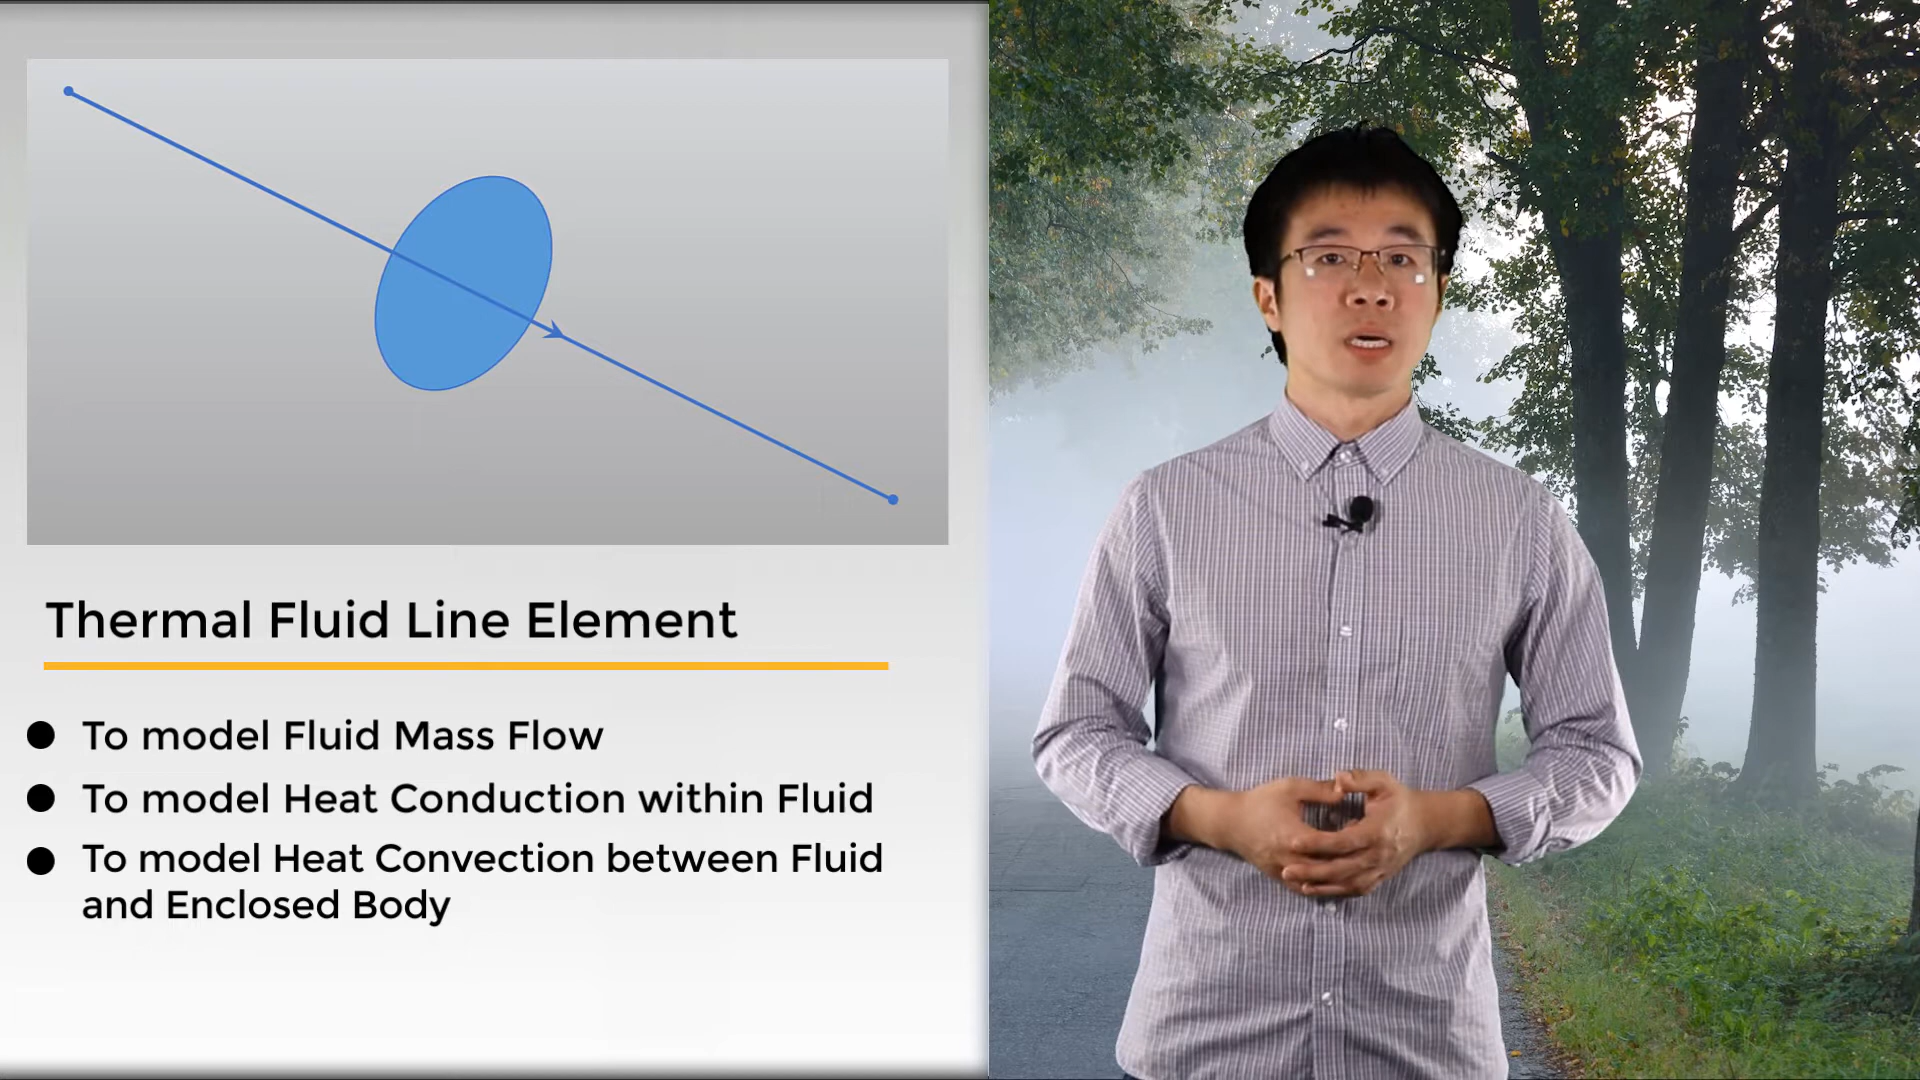 Thermal Fluid Line Element
To model Fluid Mass Flow
To model Heat Conduction within Fluid
To model Heat Convection between Fluid
and Enclosed Body